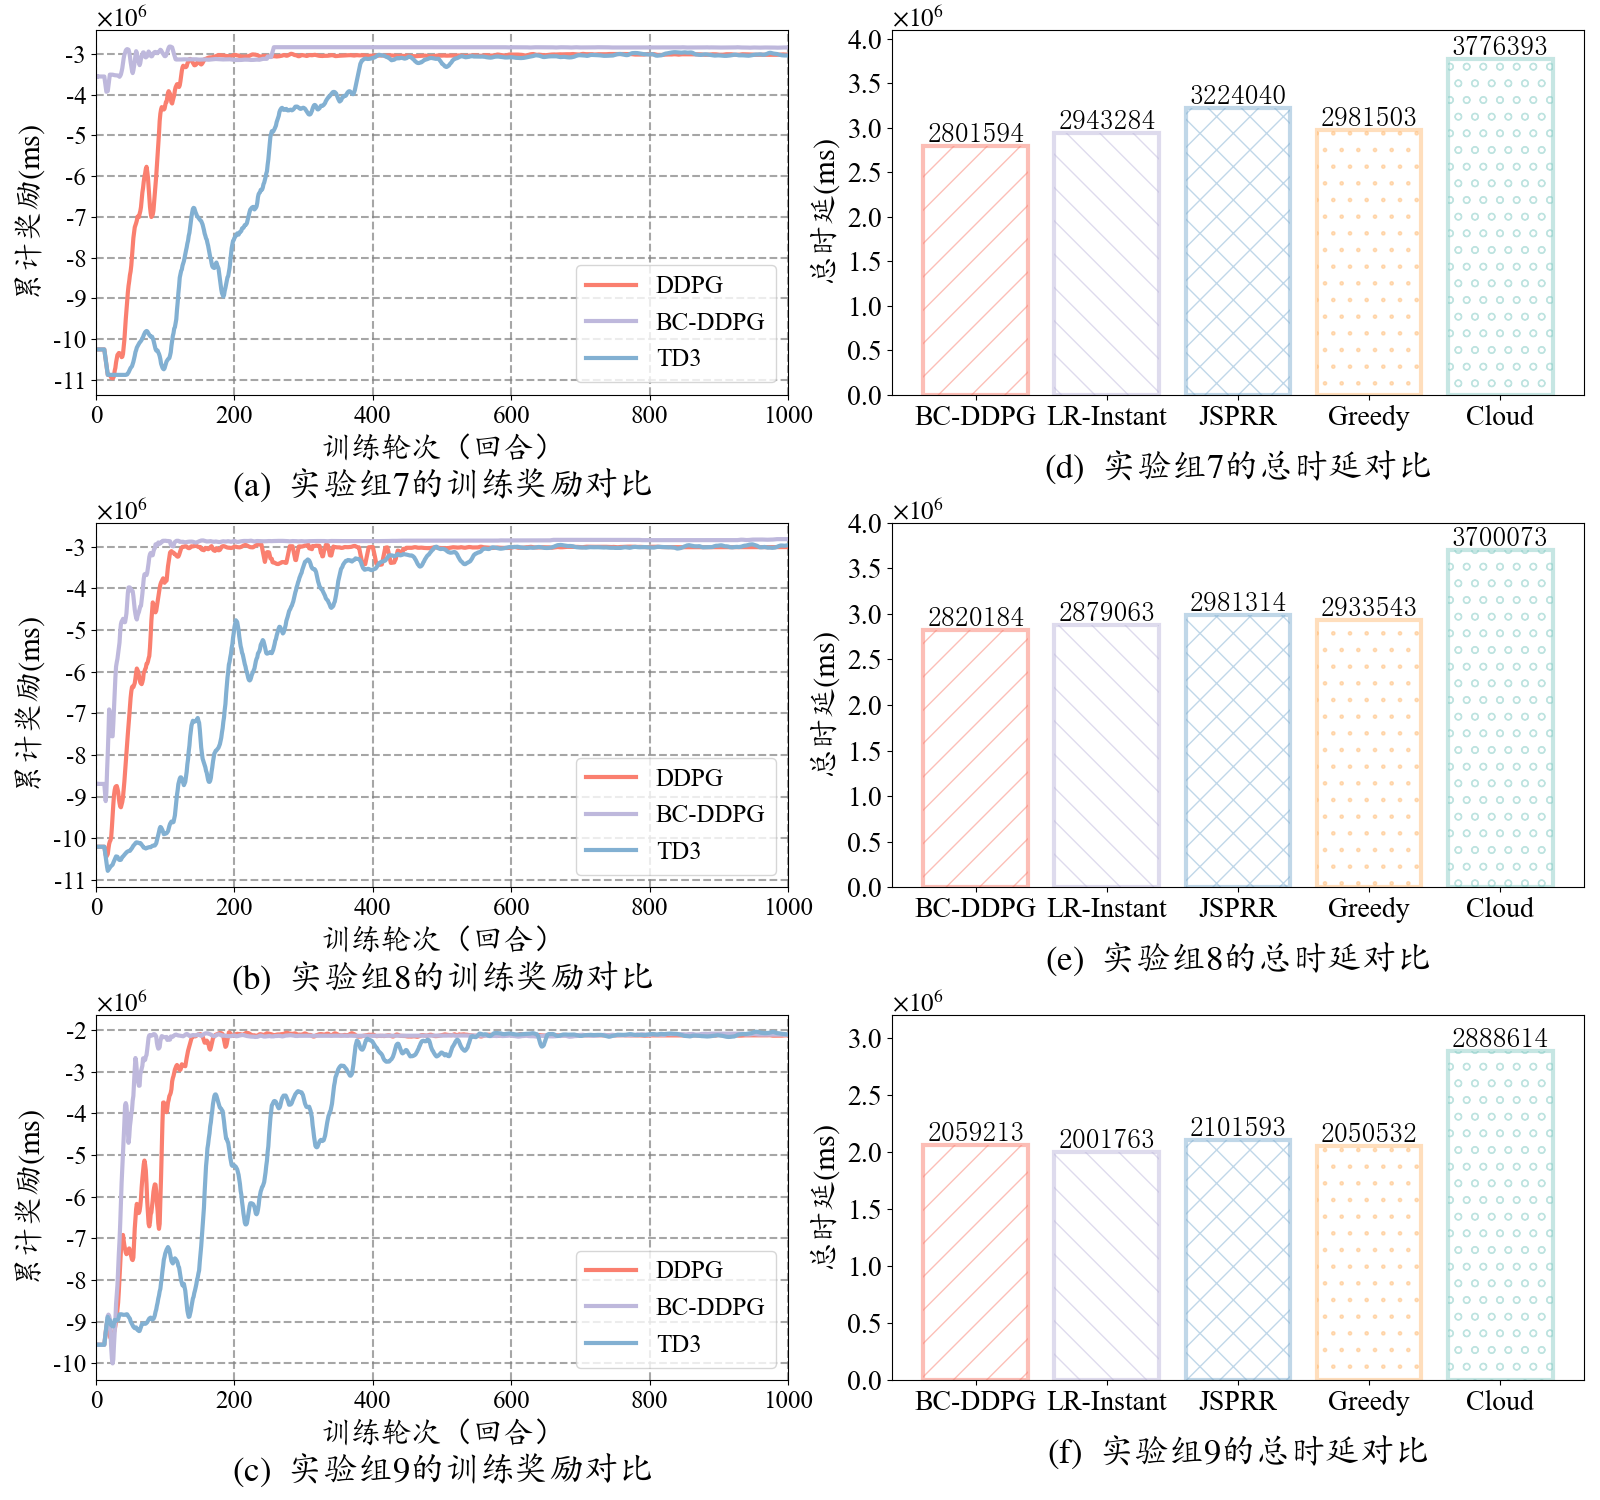 ×10⁶
-3
-4
-5
-6
-7
-8
-9
-10
-11
累计奖励(ms)
DDPG
BC-DDPG
TD3
0 200 400 600 800 1000
训练轮次（回合）
(a) 实验组7的训练奖励对比
×10⁶
4.0
3.5
3.0
2.5
2.0
1.5
1.0
0.5
0.0
总时延(ms)
2801594 2943284 3224040 2981503 3776393
BC-DDPG LR-Instant JSPRR Greedy Cloud
(d) 实验组7的总时延对比
×10⁶
-3
-4
-5
-6
-7
-8
-9
-10
-11
累计奖励(ms)
DDPG
BC-DDPG
TD3
0 200 400 600 800 1000
训练轮次（回合）
(b) 实验组8的训练奖励对比
×10⁶
4.0
3.5
3.0
2.5
2.0
1.5
1.0
0.5
0.0
总时延(ms)
2820184 2879063 2981314 2933543 3700073
BC-DDPG LR-Instant JSPRR Greedy Cloud
(e) 实验组8的总时延对比
×10⁶
-2
-3
-4
-5
-6
-7
-8
-9
-10
累计奖励(ms)
DDPG
BC-DDPG
TD3
0 200 400 600 800 1000
训练轮次（回合）
(c) 实验组9的训练奖励对比
×10⁶
3.0
2.5
2.0
1.5
1.0
0.5
0.0
总时延(ms)
2059213 2001763 2101593 2050532 2888614
BC-DDPG LR-Instant JSPRR Greedy Cloud
(f) 实验组9的总时延对比